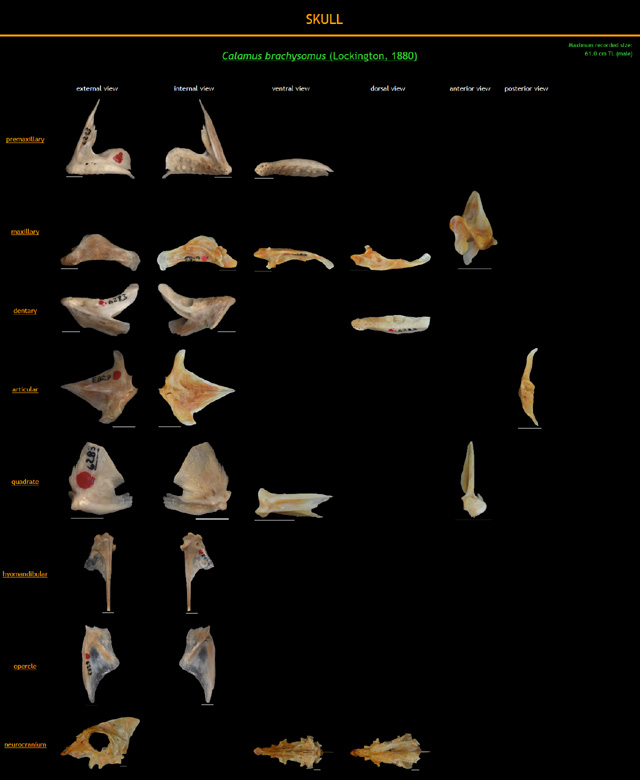 SKULL
Calamus brachysomus (Lockington, 1880)
Maximum recorded size:
61.0 cm TL (male)
external view internal view ventral view dorsal view anterior view posterior view
premaxillary
maxillary
dentary
articular
quadrate
hyomandibular
opercle
neurocranium